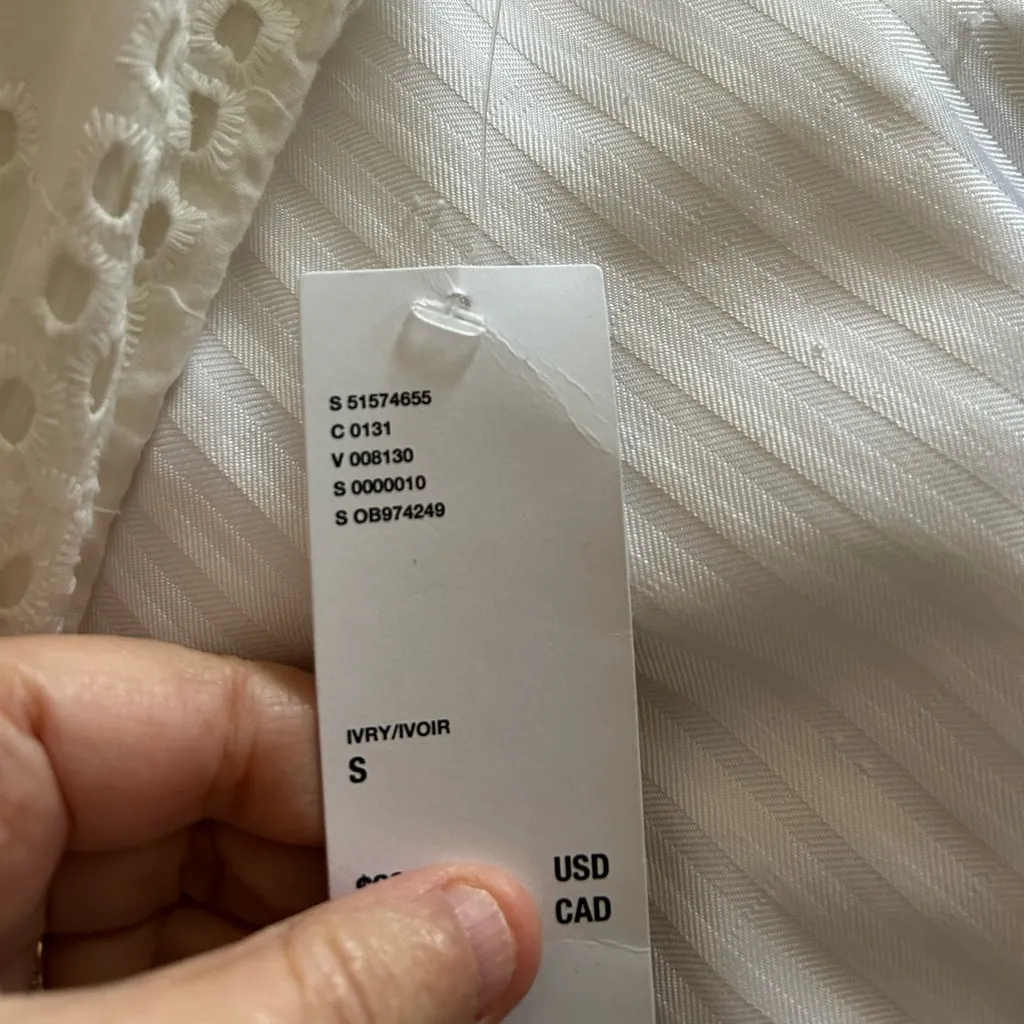 S 51574655
C 0131
V 008130
S 0000010
S OB974249
IVRY/IVOIR
S
USD
CAD